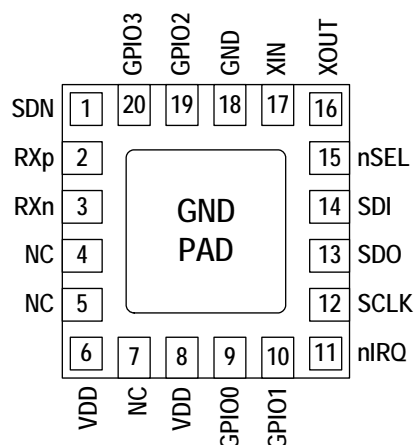 GPIO3 GPIO2 GND XIN XOUT
SDN 1 20 19 18 17 16
RXp 2 15 nSEL
RXn 3 GND 14 SDI
NC 4 PAD 13 SDO
NC 5 12 SCLK
6 7 8 9 10 11 nIRQ
VDD NC VDD GPIO0 GPIO1